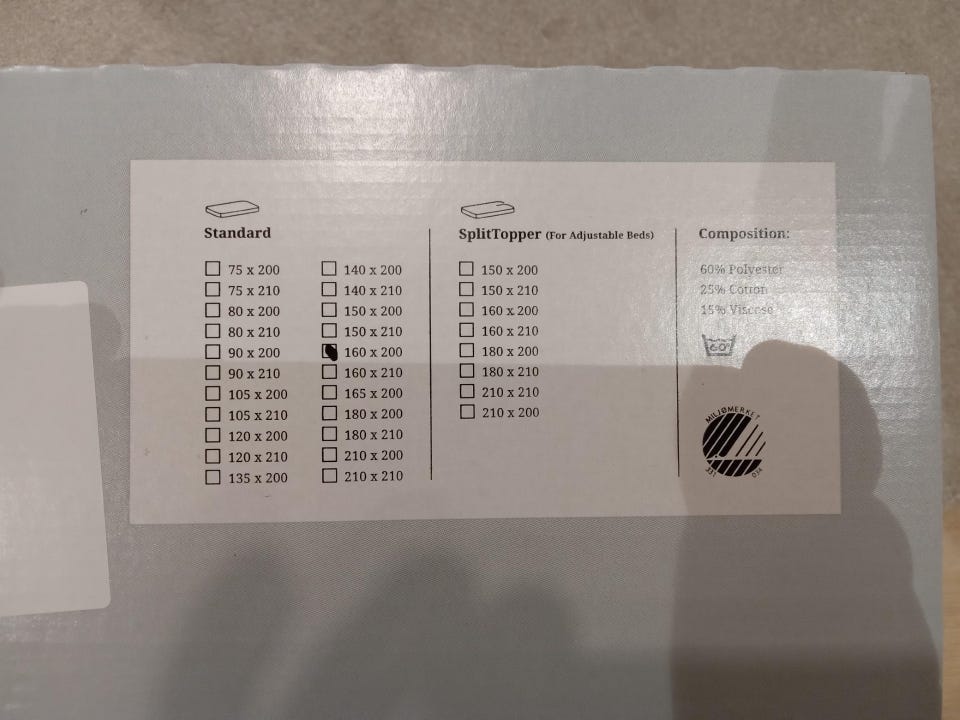 Standard
75 x 200
75 x 210
80 x 200
80 x 210
90 x 200
90 x 210
105 x 200
105 x 210
120 x 200
120 x 210
135 x 200
140 x 200
140 x 210
150 x 200
150 x 210
160 x 200
160 x 210
165 x 200
180 x 200
180 x 210
210 x 200
210 x 210
SplitTopper (For Adjustable Beds)
150 x 200
150 x 210
160 x 200
160 x 210
180 x 200
180 x 210
210 x 210
210 x 200
Composition:
60% Polyester
25% Cotton
15% Viscose
60°
MILJØMERKET
331 034